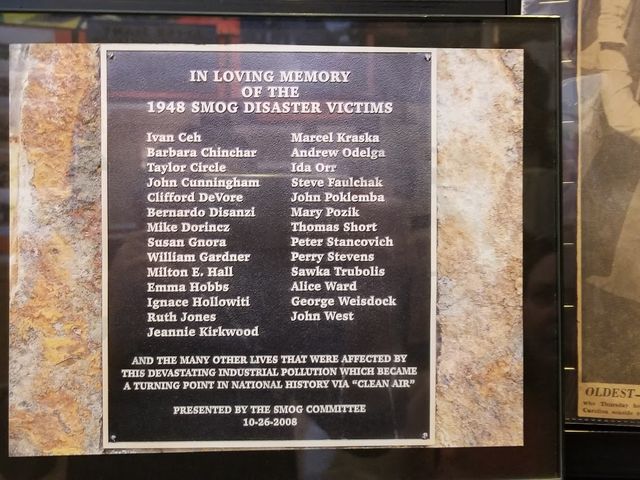 IN LOVING MEMORY
OF THE
1948 SMOG DISASTER VICTIMS
Ivan Ceh
Barbara Chinchar
Taylor Circle
John Cunningham
Clifford DeVore
Bernardo Disanzi
Mike Dorincz
Susan Gnora
William Gardner
Milton E. Hall
Emma Hobbs
Ignace Hollowiti
Ruth Jones
Jeannie Kirkwood
Marcel Kraska
Andrew Odelga
Ida Orr
Steve Faulchak
John Poklemba
Mary Pozik
Thomas Short
Peter Stancovich
Perry Stevens
Sawka Trubolis
Alice Ward
George Weisdock
John West
AND THE MANY OTHER LIVES THAT WERE AFFECTED BY
THIS DEVASTATING INDUSTRIAL POLLUTION WHICH BECAME
A TURNING POINT IN NATIONAL HISTORY VIA "CLEAN AIR"
PRESENTED BY THE SMOG COMMITTEE
10-26-2008
OLDEST—
who Thursday